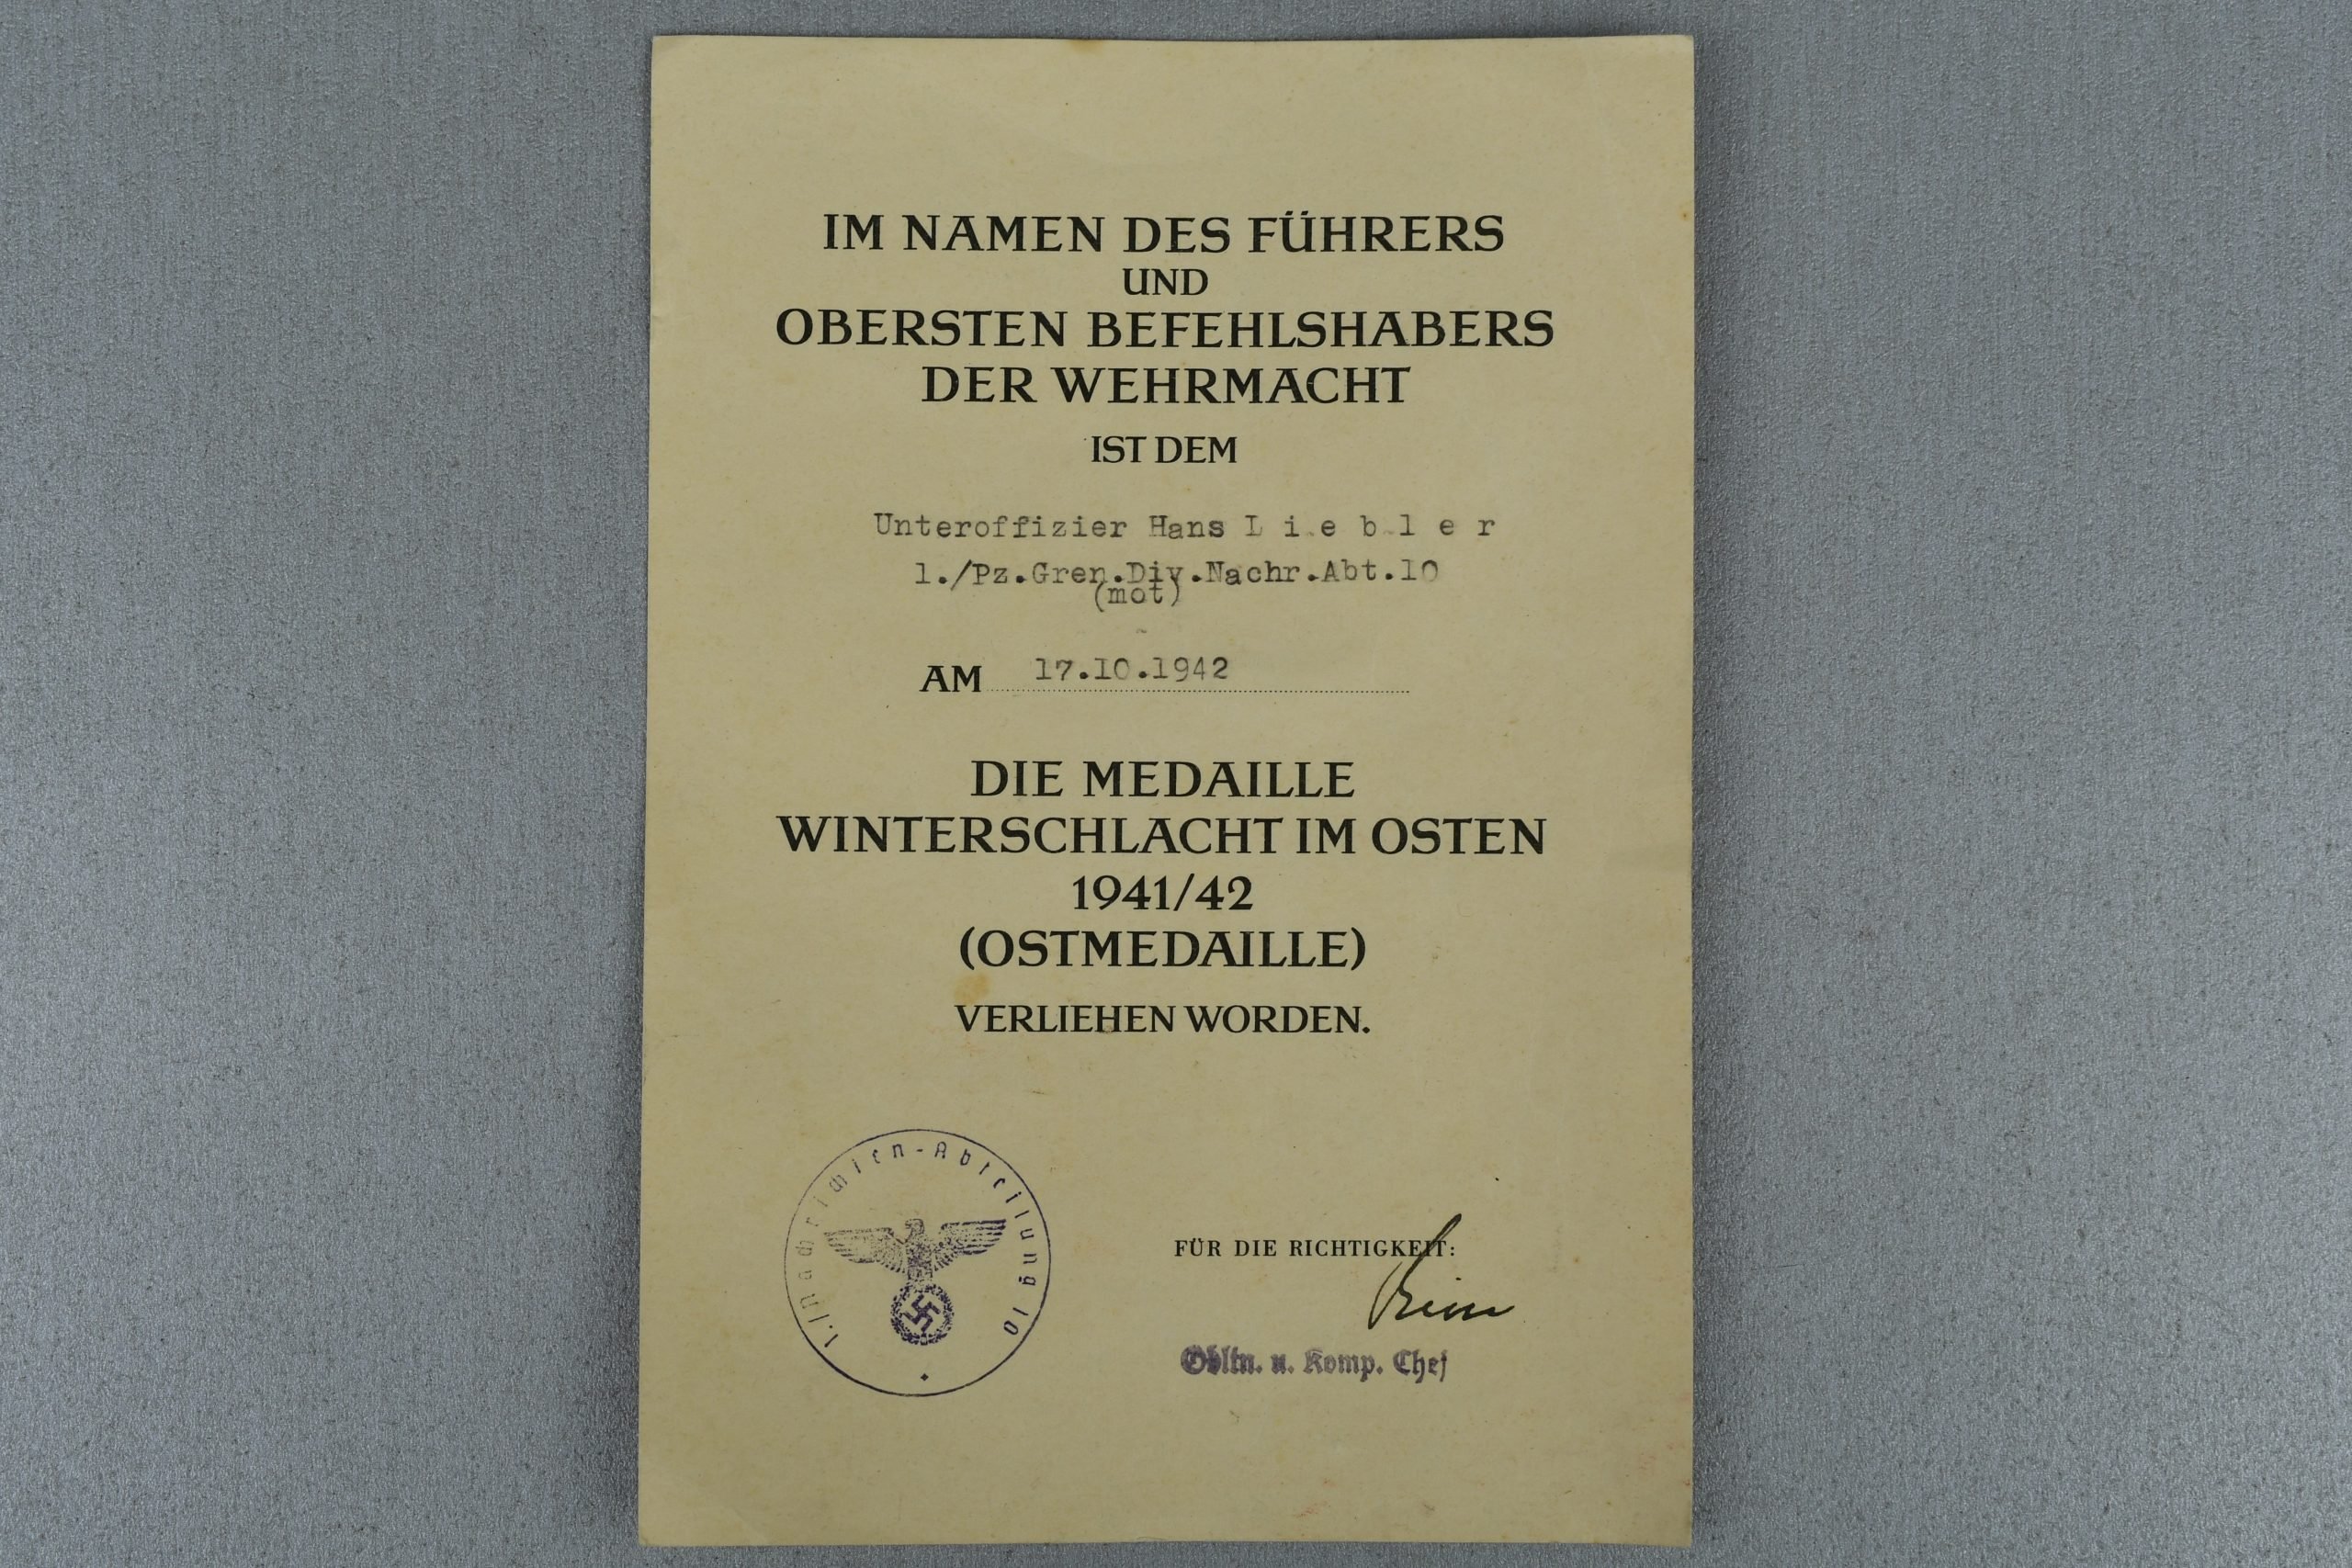 IM NAMEN DES FÜHRERS
UND
OBERSTEN BEFEHLSHABERS
DER WEHRMACHT
IST DEM
Unteroffizier Hans L i e b l e r
1./Pz.Gren.Div.Nachr.Abt.10
(mot)
AM 17.10.1942
DIE MEDAILLE
WINTERSCHLACHT IM OSTEN
1941/42
(OSTMEDAILLE)
VERLIEHEN WORDEN.
1./Nachrichten-Abteilung 10
FÜR DIE RICHTIGKEIT:
Obltn. u. Komp. Chef